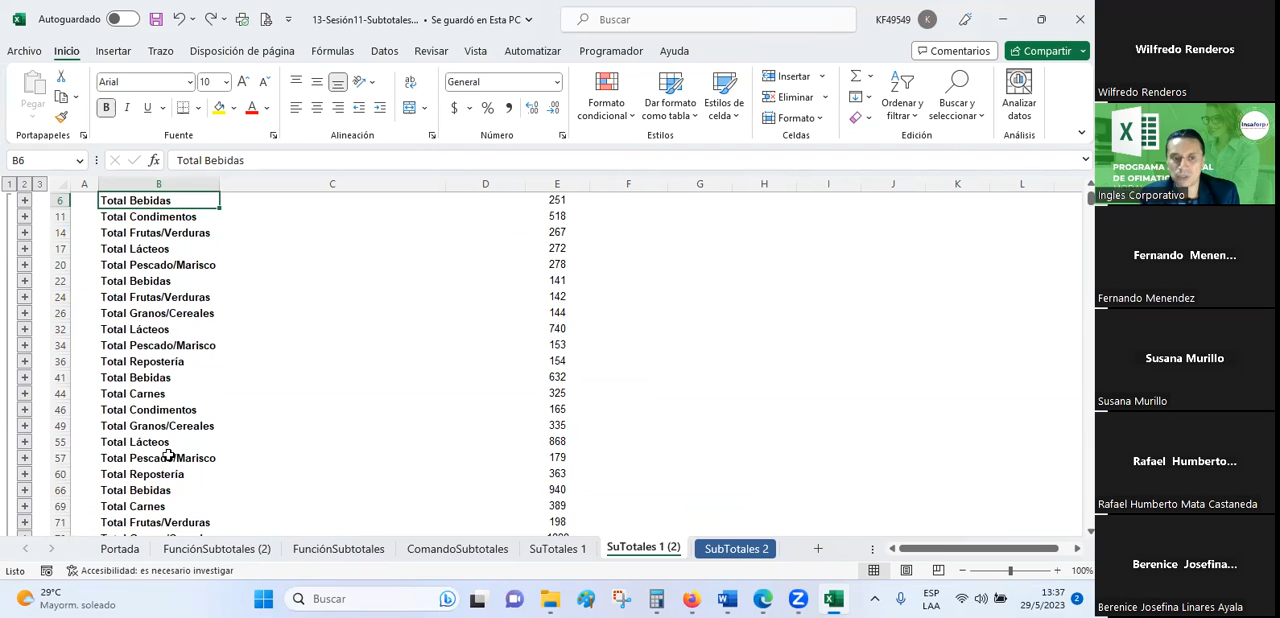 Autoguardado
13-Sesión11-Subtotales... • Se guardó en Esta PC
Buscar
KF49549
K
Archivo Inicio Insertar Trazo Disposición de página Fórmulas Datos Revisar Vista Automatizar Programador Ayuda
Comentarios Compartir
Pegar
Arial 10
N K S
General
$ % 
Formato condicional
Dar formato como tabla
Estilos de celda
Insertar
Eliminar
Formato
Ordenar y filtrar
Buscar y seleccionar
Analizar datos
Portapapeles Fuente Alineación Número Estilos Celdas Edición Análisis
B6 fx Total Bebidas
1 2 3 A B C D E F G H I J K L
6 Total Bebidas 251
11 Total Condimentos 518
14 Total Frutas/Verduras 267
17 Total Lácteos 272
20 Total Pescado/Marisco 278
22 Total Bebidas 141
24 Total Frutas/Verduras 142
26 Total Granos/Cereales 144
32 Total Lácteos 740
34 Total Pescado/Marisco 153
36 Total Repostería 154
41 Total Bebidas 632
44 Total Carnes 325
46 Total Condimentos 165
49 Total Granos/Cereales 335
55 Total Lácteos 868
57 Total Pescado/Marisco 179
60 Total Repostería 363
66 Total Bebidas 940
69 Total Carnes 389
71 Total Frutas/Verduras 198
Portada FunciónSubtotales (2) FunciónSubtotales ComandoSubtotales SuTotales 1 SuTotales 1 (2) SubTotales 2
Listo Accesibilidad: es necesario investigar 100%
29°C
Mayorm. soleado
Buscar
ESP
LAA
13:37
29/5/2023
2
Wilfredo Renderos
Wilfredo Renderos
PROGRAMA
DE OFIMATI
Ingles Corporativo
Fernando Menen...
Fernando Menendez
Susana Murillo
Susana Murillo
Rafael Humberto...
Rafael Humberto Mata Castaneda
Berenice Josefina...
Berenice Josefina Linares Ayala